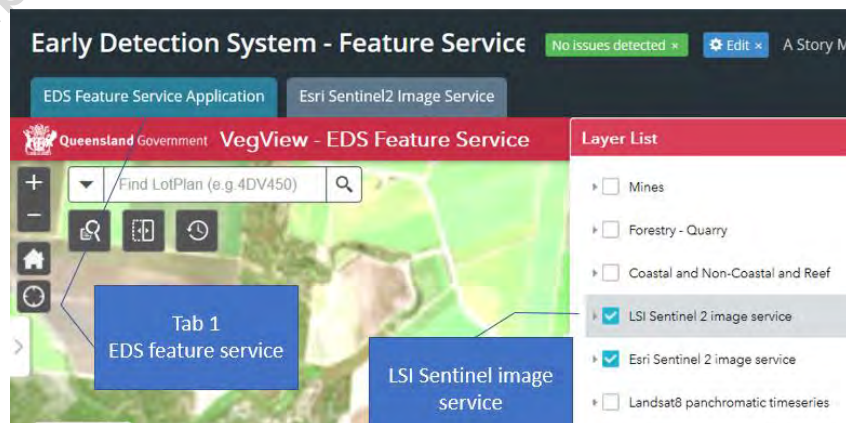 Early Detection System - Feature Service
No issues detected ×
Edit ×
A Story M
EDS Feature Service Application
Esri Sentinel2 Image Service
Queensland Government
VegView - EDS Feature Service
Layer List
+
Find LotPlan (e.g.4DV450)
−
Mines
Forestry - Quarry
Coastal and Non-Coastal and Reef
LSI Sentinel 2 image service
Esri Sentinel 2 image service
Landsat8 panchromatic timeseries
Tab 1
EDS feature service
LSI Sentinel image
service